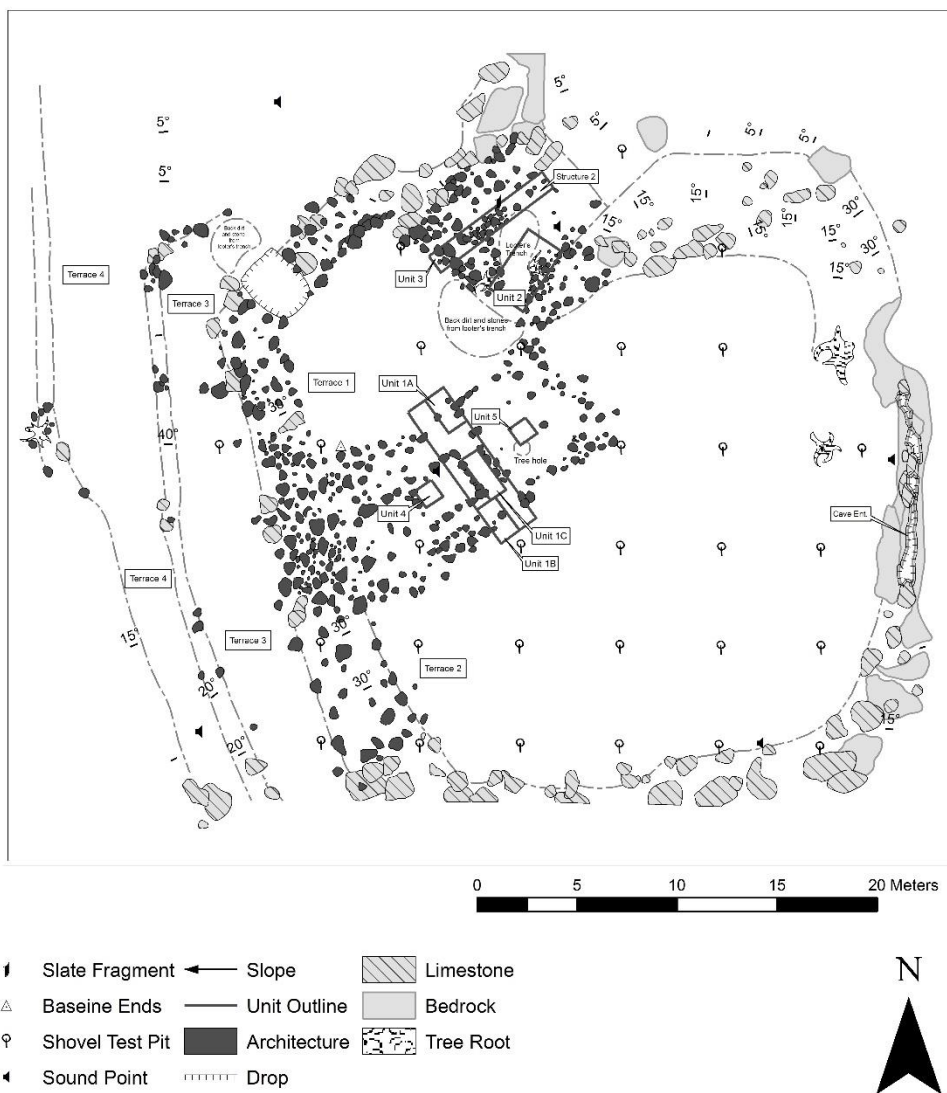 5°
5°
5°
5°
5°
5°
Structure 2
15°
15°
15°
15°
15°
30°
15°
30°
15°
Back dirt
and stone
from
looter's trench
Looter's
Trench
Terrace 4
Unit 3
Terrace 3
Unit 2
Back dirt and stones
from looter's trench
Terrace 1
Unit 1A
30°
Unit 5
40°
Tree hole
Unit 4
Cave Ent.
Unit 1C
Unit 1B
Terrace 4
15°
30°
Terrace 3
Terrace 2
30°
20°
15°
20°
0 5 10 15 20 Meters
Slate Fragment
Slope
Limestone
N
Baseine Ends
Unit Outline
Bedrock
Shovel Test Pit
Architecture
Tree Root
Sound Point
Drop